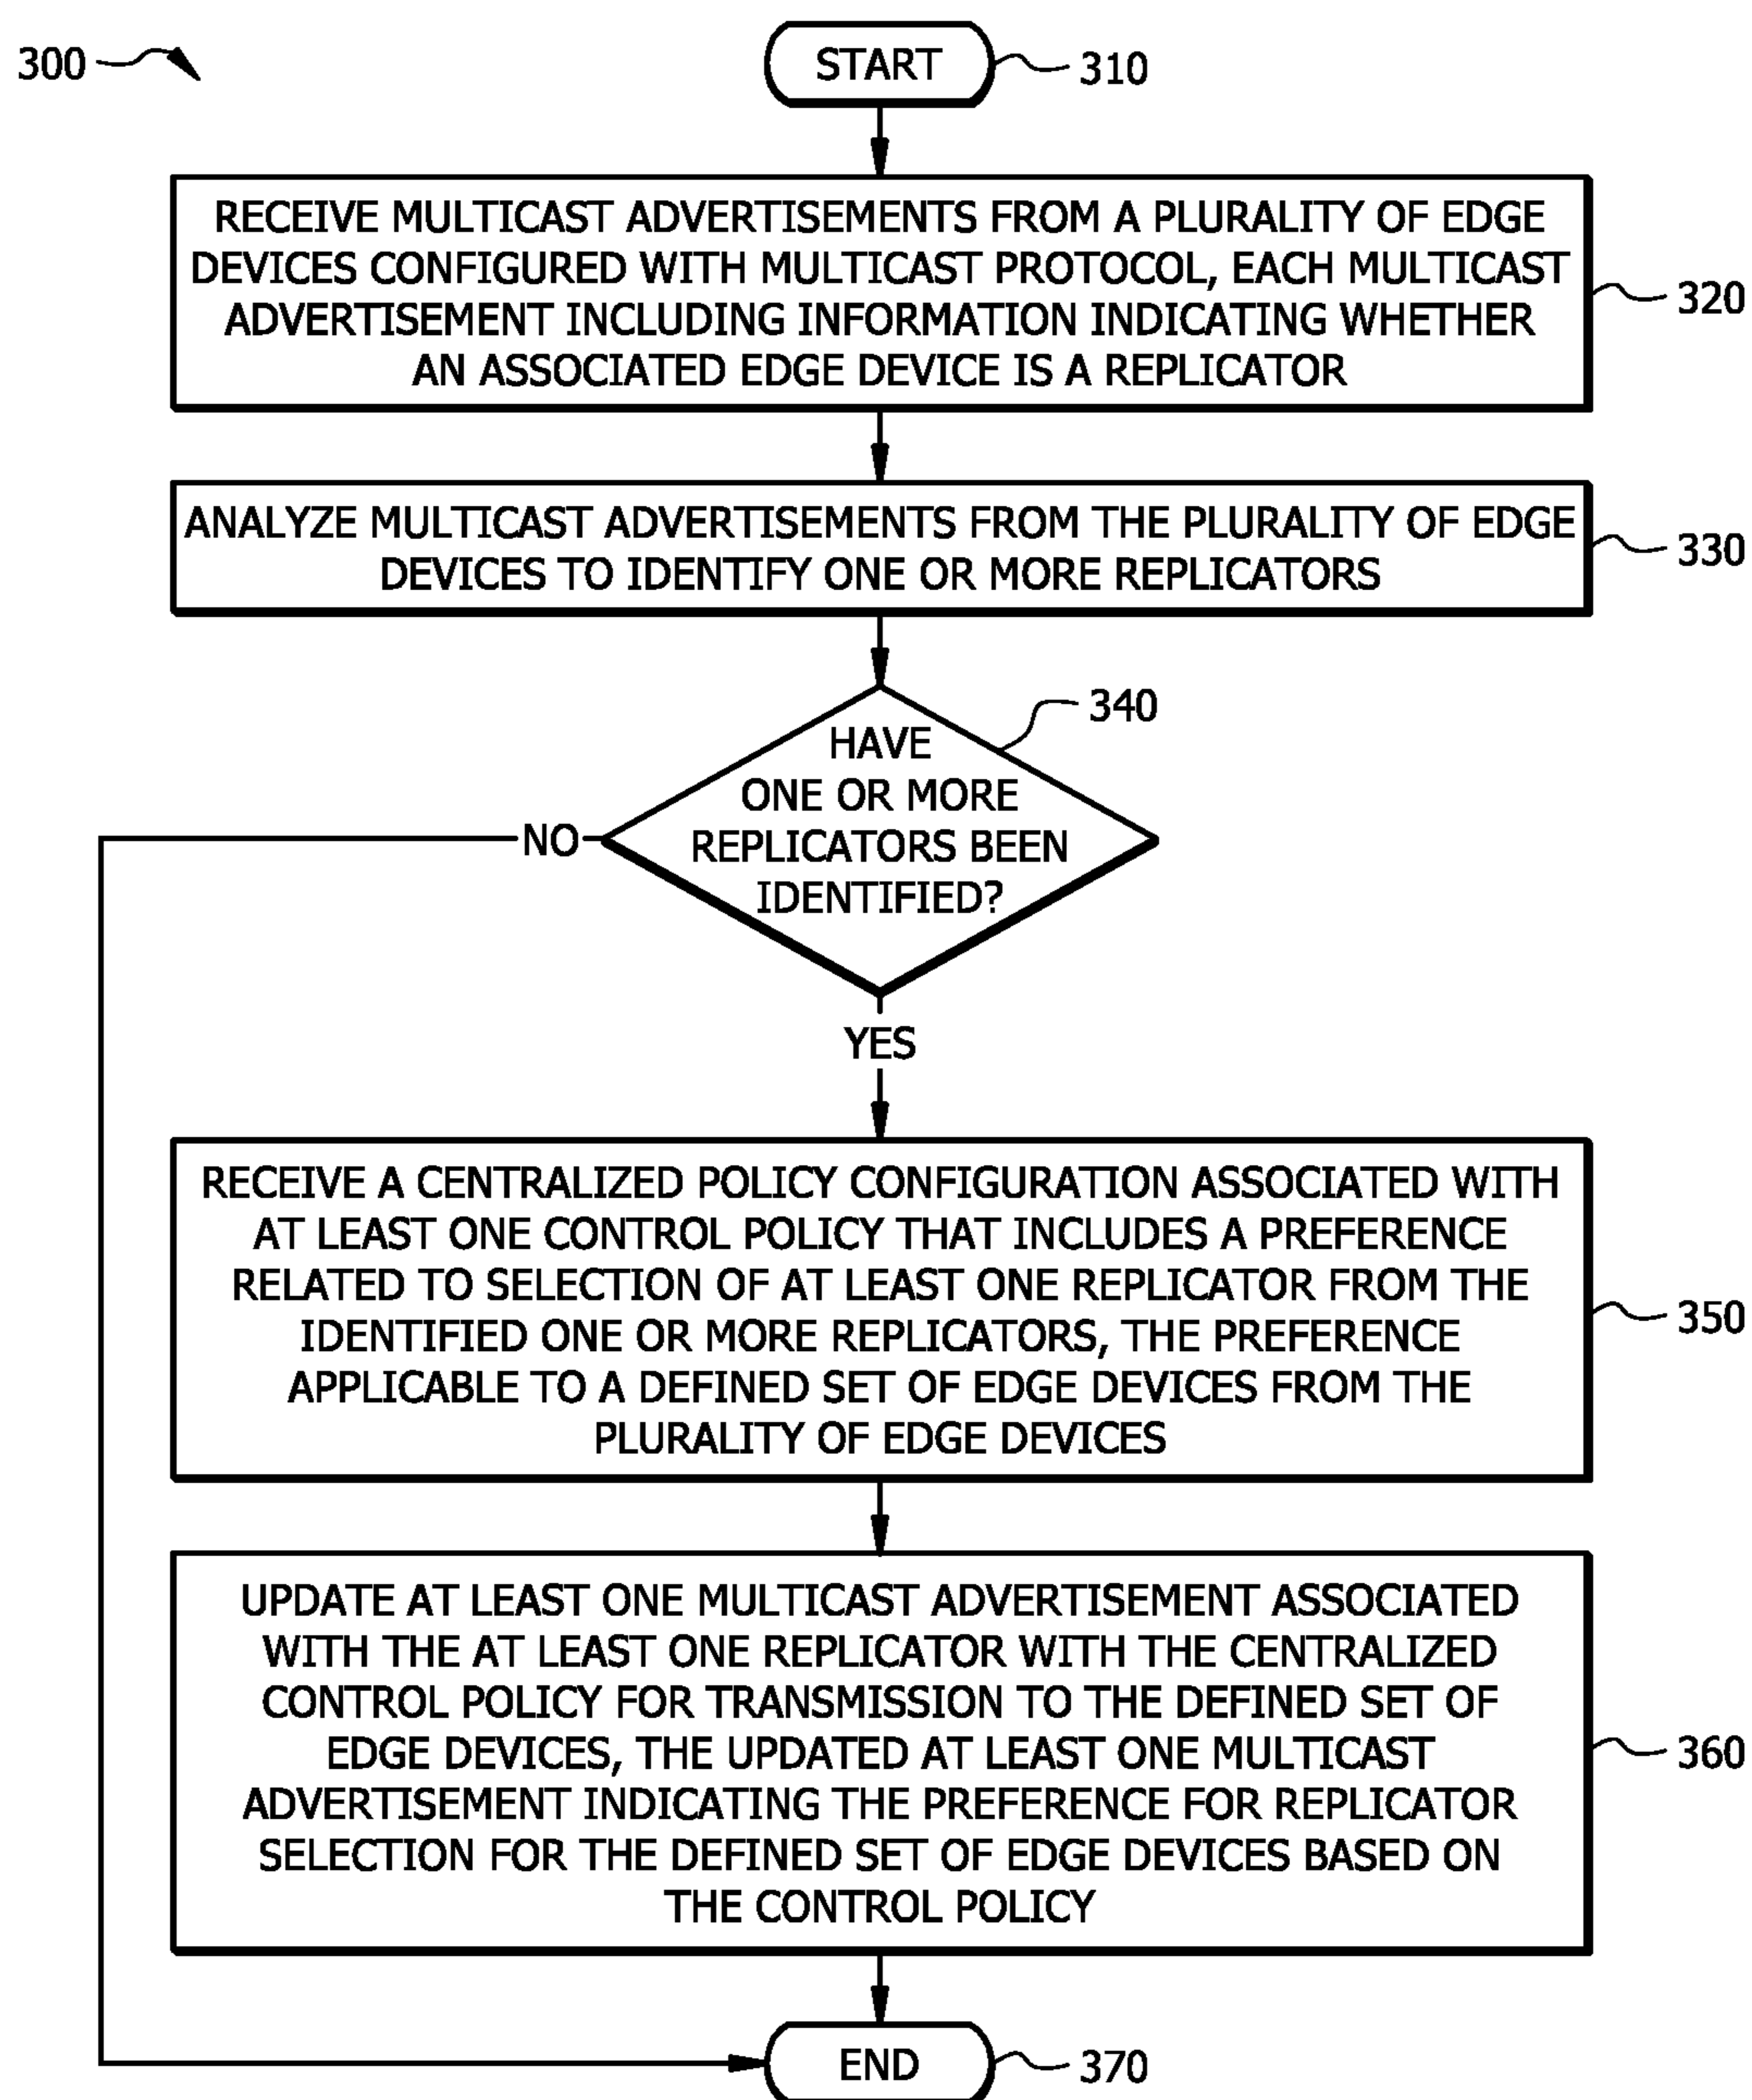 300
START
310
RECEIVE MULTICAST ADVERTISEMENTS FROM A PLURALITY OF EDGE
DEVICES CONFIGURED WITH MULTICAST PROTOCOL, EACH MULTICAST
ADVERTISEMENT INCLUDING INFORMATION INDICATING WHETHER
AN ASSOCIATED EDGE DEVICE IS A REPLICATOR
320
ANALYZE MULTICAST ADVERTISEMENTS FROM THE PLURALITY OF EDGE
DEVICES TO IDENTIFY ONE OR MORE REPLICATORS
330
340
HAVE
ONE OR MORE
REPLICATORS BEEN
IDENTIFIED?
NO
YES
RECEIVE A CENTRALIZED POLICY CONFIGURATION ASSOCIATED WITH
AT LEAST ONE CONTROL POLICY THAT INCLUDES A PREFERENCE
RELATED TO SELECTION OF AT LEAST ONE REPLICATOR FROM THE
IDENTIFIED ONE OR MORE REPLICATORS, THE PREFERENCE
APPLICABLE TO A DEFINED SET OF EDGE DEVICES FROM THE
PLURALITY OF EDGE DEVICES
350
UPDATE AT LEAST ONE MULTICAST ADVERTISEMENT ASSOCIATED
WITH THE AT LEAST ONE REPLICATOR WITH THE CENTRALIZED
CONTROL POLICY FOR TRANSMISSION TO THE DEFINED SET OF
EDGE DEVICES, THE UPDATED AT LEAST ONE MULTICAST
ADVERTISEMENT INDICATING THE PREFERENCE FOR REPLICATOR
SELECTION FOR THE DEFINED SET OF EDGE DEVICES BASED ON
THE CONTROL POLICY
360
END
370